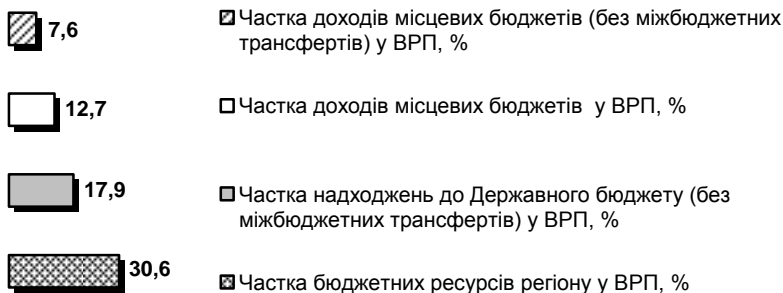 7,6
Частка доходів місцевих бюджетів (без міжбюджетних
трансфертів) у ВРП, %
12,7
Частка доходів місцевих бюджетів у ВРП, %
17,9
Частка надходжень до Державного бюджету (без
міжбюджетних трансфертів) у ВРП, %
30,6
Частка бюджетних ресурсів регіону у ВРП, %